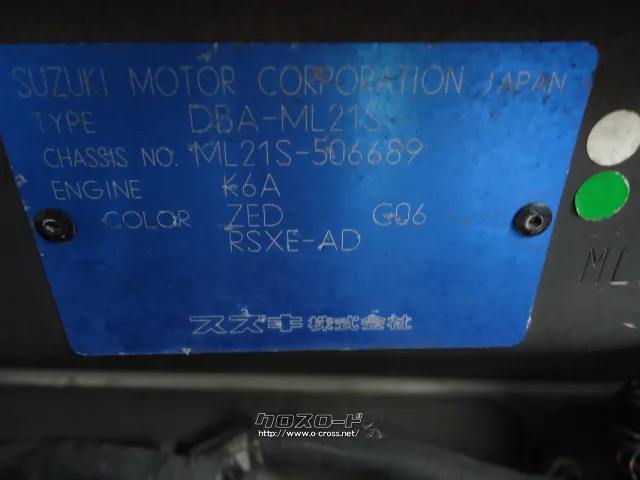 SUZUKI MOTOR CORPORATION JAPAN
TYPE DBA-ML21S
CHASSIS NO. ML21S-506689
ENGINE K6A
COLOR ZED G06
RSXE-AD
スズキ株式会社
ML
クロスロード
http://www.o-cross.net/